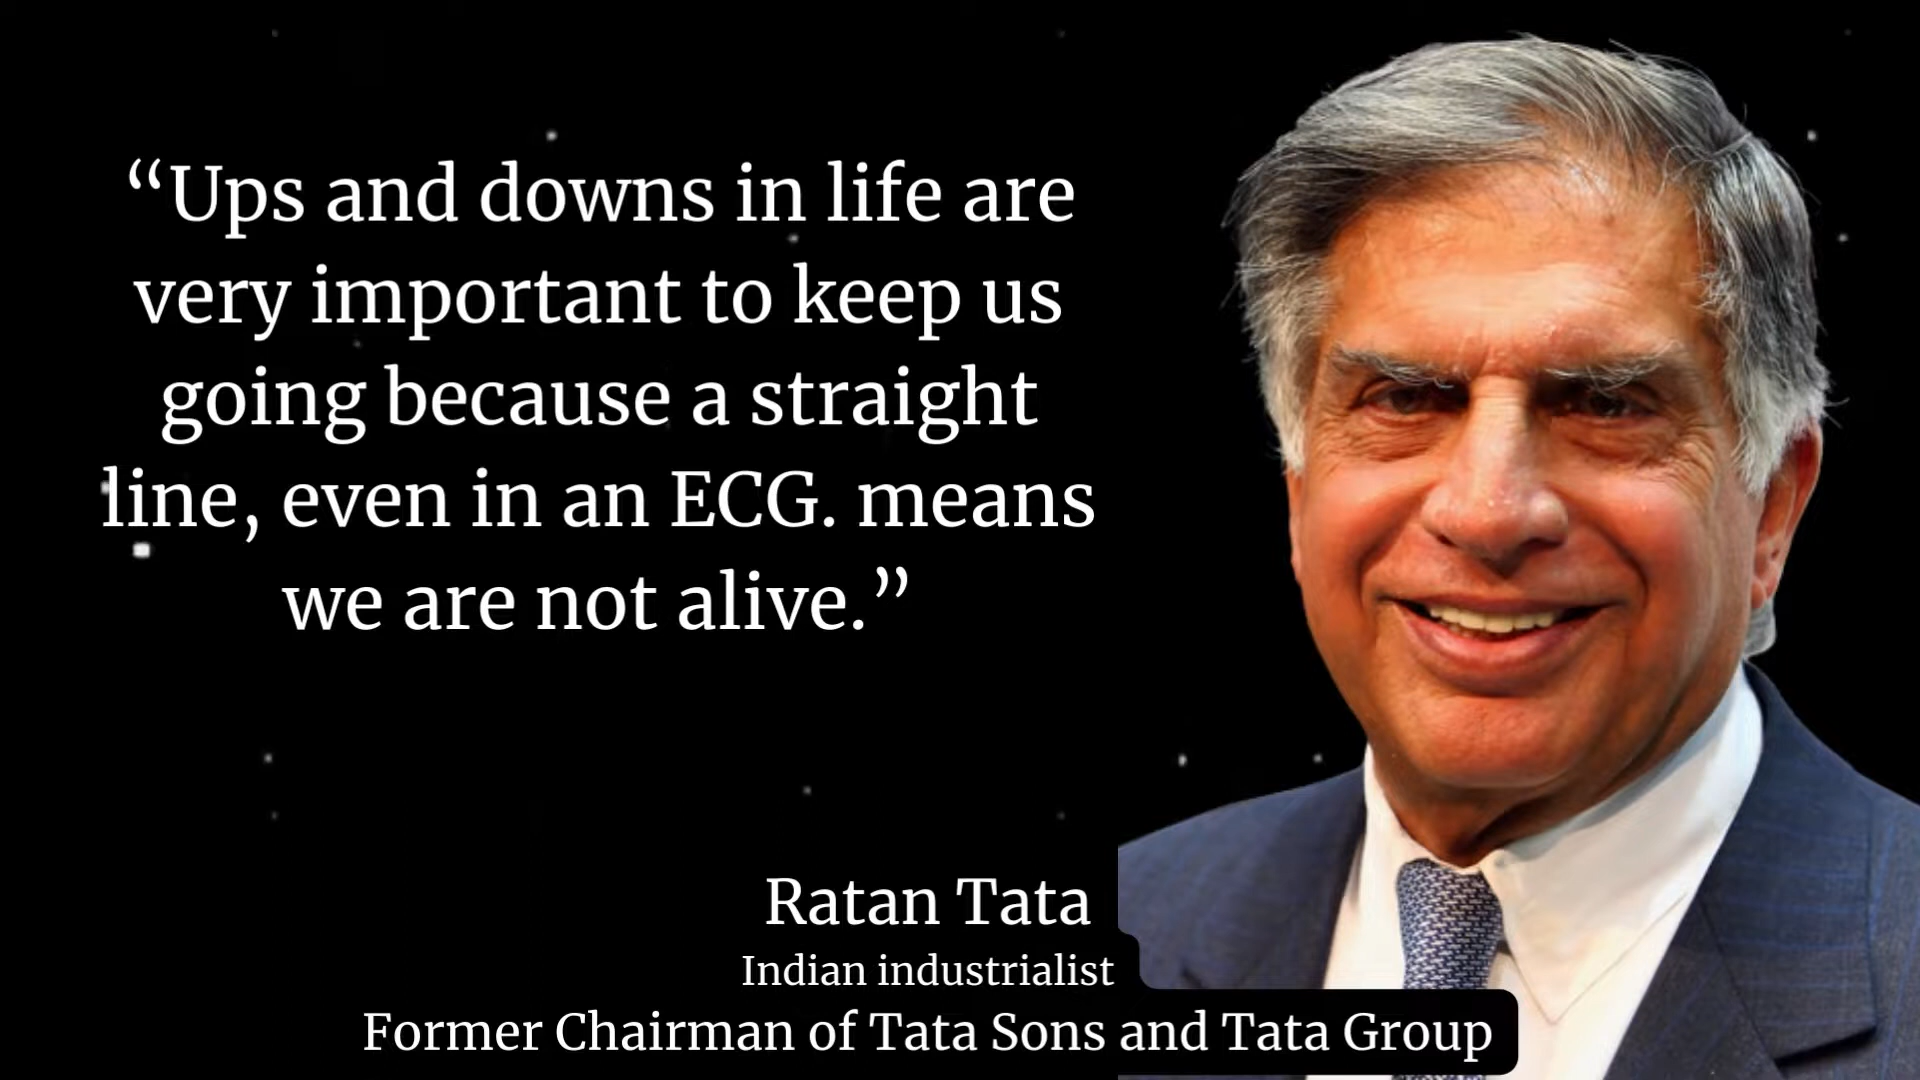 “Ups and downs in life are
very important to keep us
going because a straight
line, even in an ECG. means
we are not alive.”
Ratan Tata
Indian industrialist
Former Chairman of Tata Sons and Tata Group